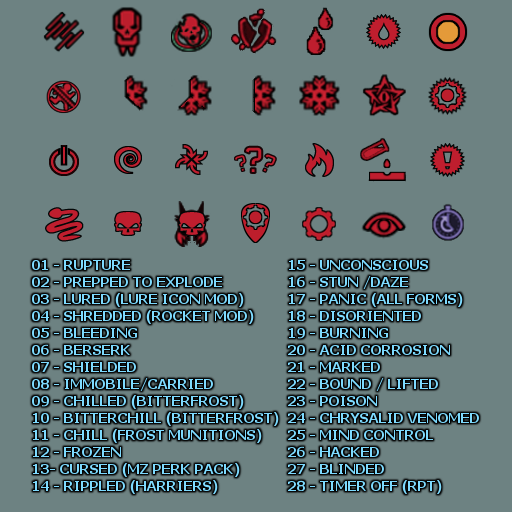 01 - RUPTURE
02 - PREPPED TO EXPLODE
03 - LURED (LURE ICON MOD)
04 - SHREDDED (ROCKET MOD)
05 - BLEEDING
06 - BERSERK
07 - SHIELDED
08 - IMMOBILE/CARRIED
09 - CHILLED (BITTERFROST)
10 - BITTERCHILL (BITTERFROST)
11 - CHILL (FROST MUNITIONS)
12 - FROZEN
13- CURSED (MZ PERK PACK)
14 - RIPPLED (HARRIERS)
15 - UNCONSCIOUS
16 - STUN /DAZE
17 - PANIC (ALL FORMS)
18 - DISORIENTED
19 - BURNING
20 - ACID CORROSION
21 - MARKED
22 - BOUND / LIFTED
23 - POISON
24 - CHRYSALID VENOMED
25 - MIND CONTROL
26 - HACKED
27 - BLINDED
28 - TIMER OFF (RPT)